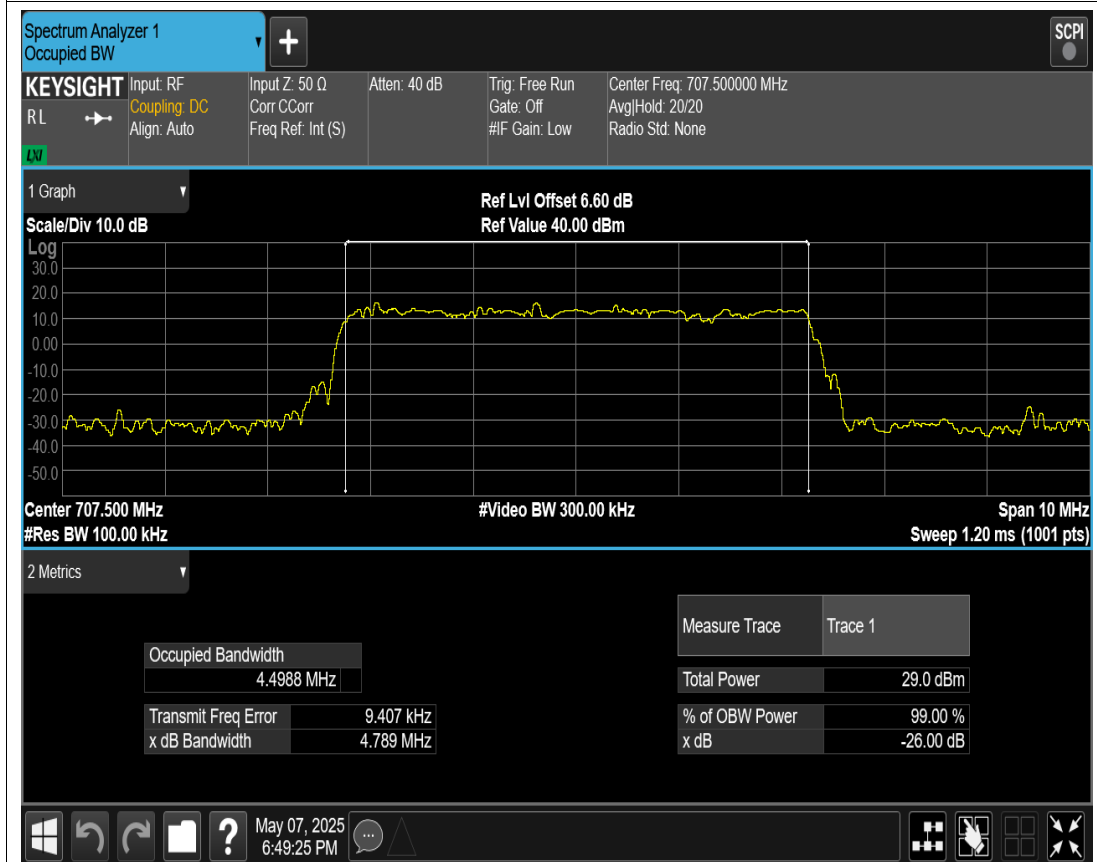 Spectrum Analyzer 1
Occupied BW
+
SCPI
KEYSIGHT
RL
LXI
Input: RF
Coupling: DC
Align: Auto
Input Z: 50 Ω
Corr CCorr
Freq Ref: Int (S)
Atten: 40 dB
Trig: Free Run
Gate: Off
#IF Gain: Low
Center Freq: 707.500000 MHz
Avg|Hold: 20/20
Radio Std: None
1 Graph
Ref Lvl Offset 6.60 dB
Scale/Div 10.0 dB
Ref Value 40.00 dBm
Log
30.0
20.0
10.0
0.00
-10.0
-20.0
-30.0
-40.0
-50.0
Center 707.500 MHz
#Video BW 300.00 kHz
Span 10 MHz
#Res BW 100.00 kHz
Sweep 1.20 ms (1001 pts)
2 Metrics
Measure Trace Trace 1
Occupied Bandwidth
4.4988 MHz
Total Power 29.0 dBm
Transmit Freq Error 9.407 kHz
% of OBW Power 99.00 %
x dB Bandwidth 4.789 MHz
x dB -26.00 dB
?
May 07, 2025
6:49:25 PM